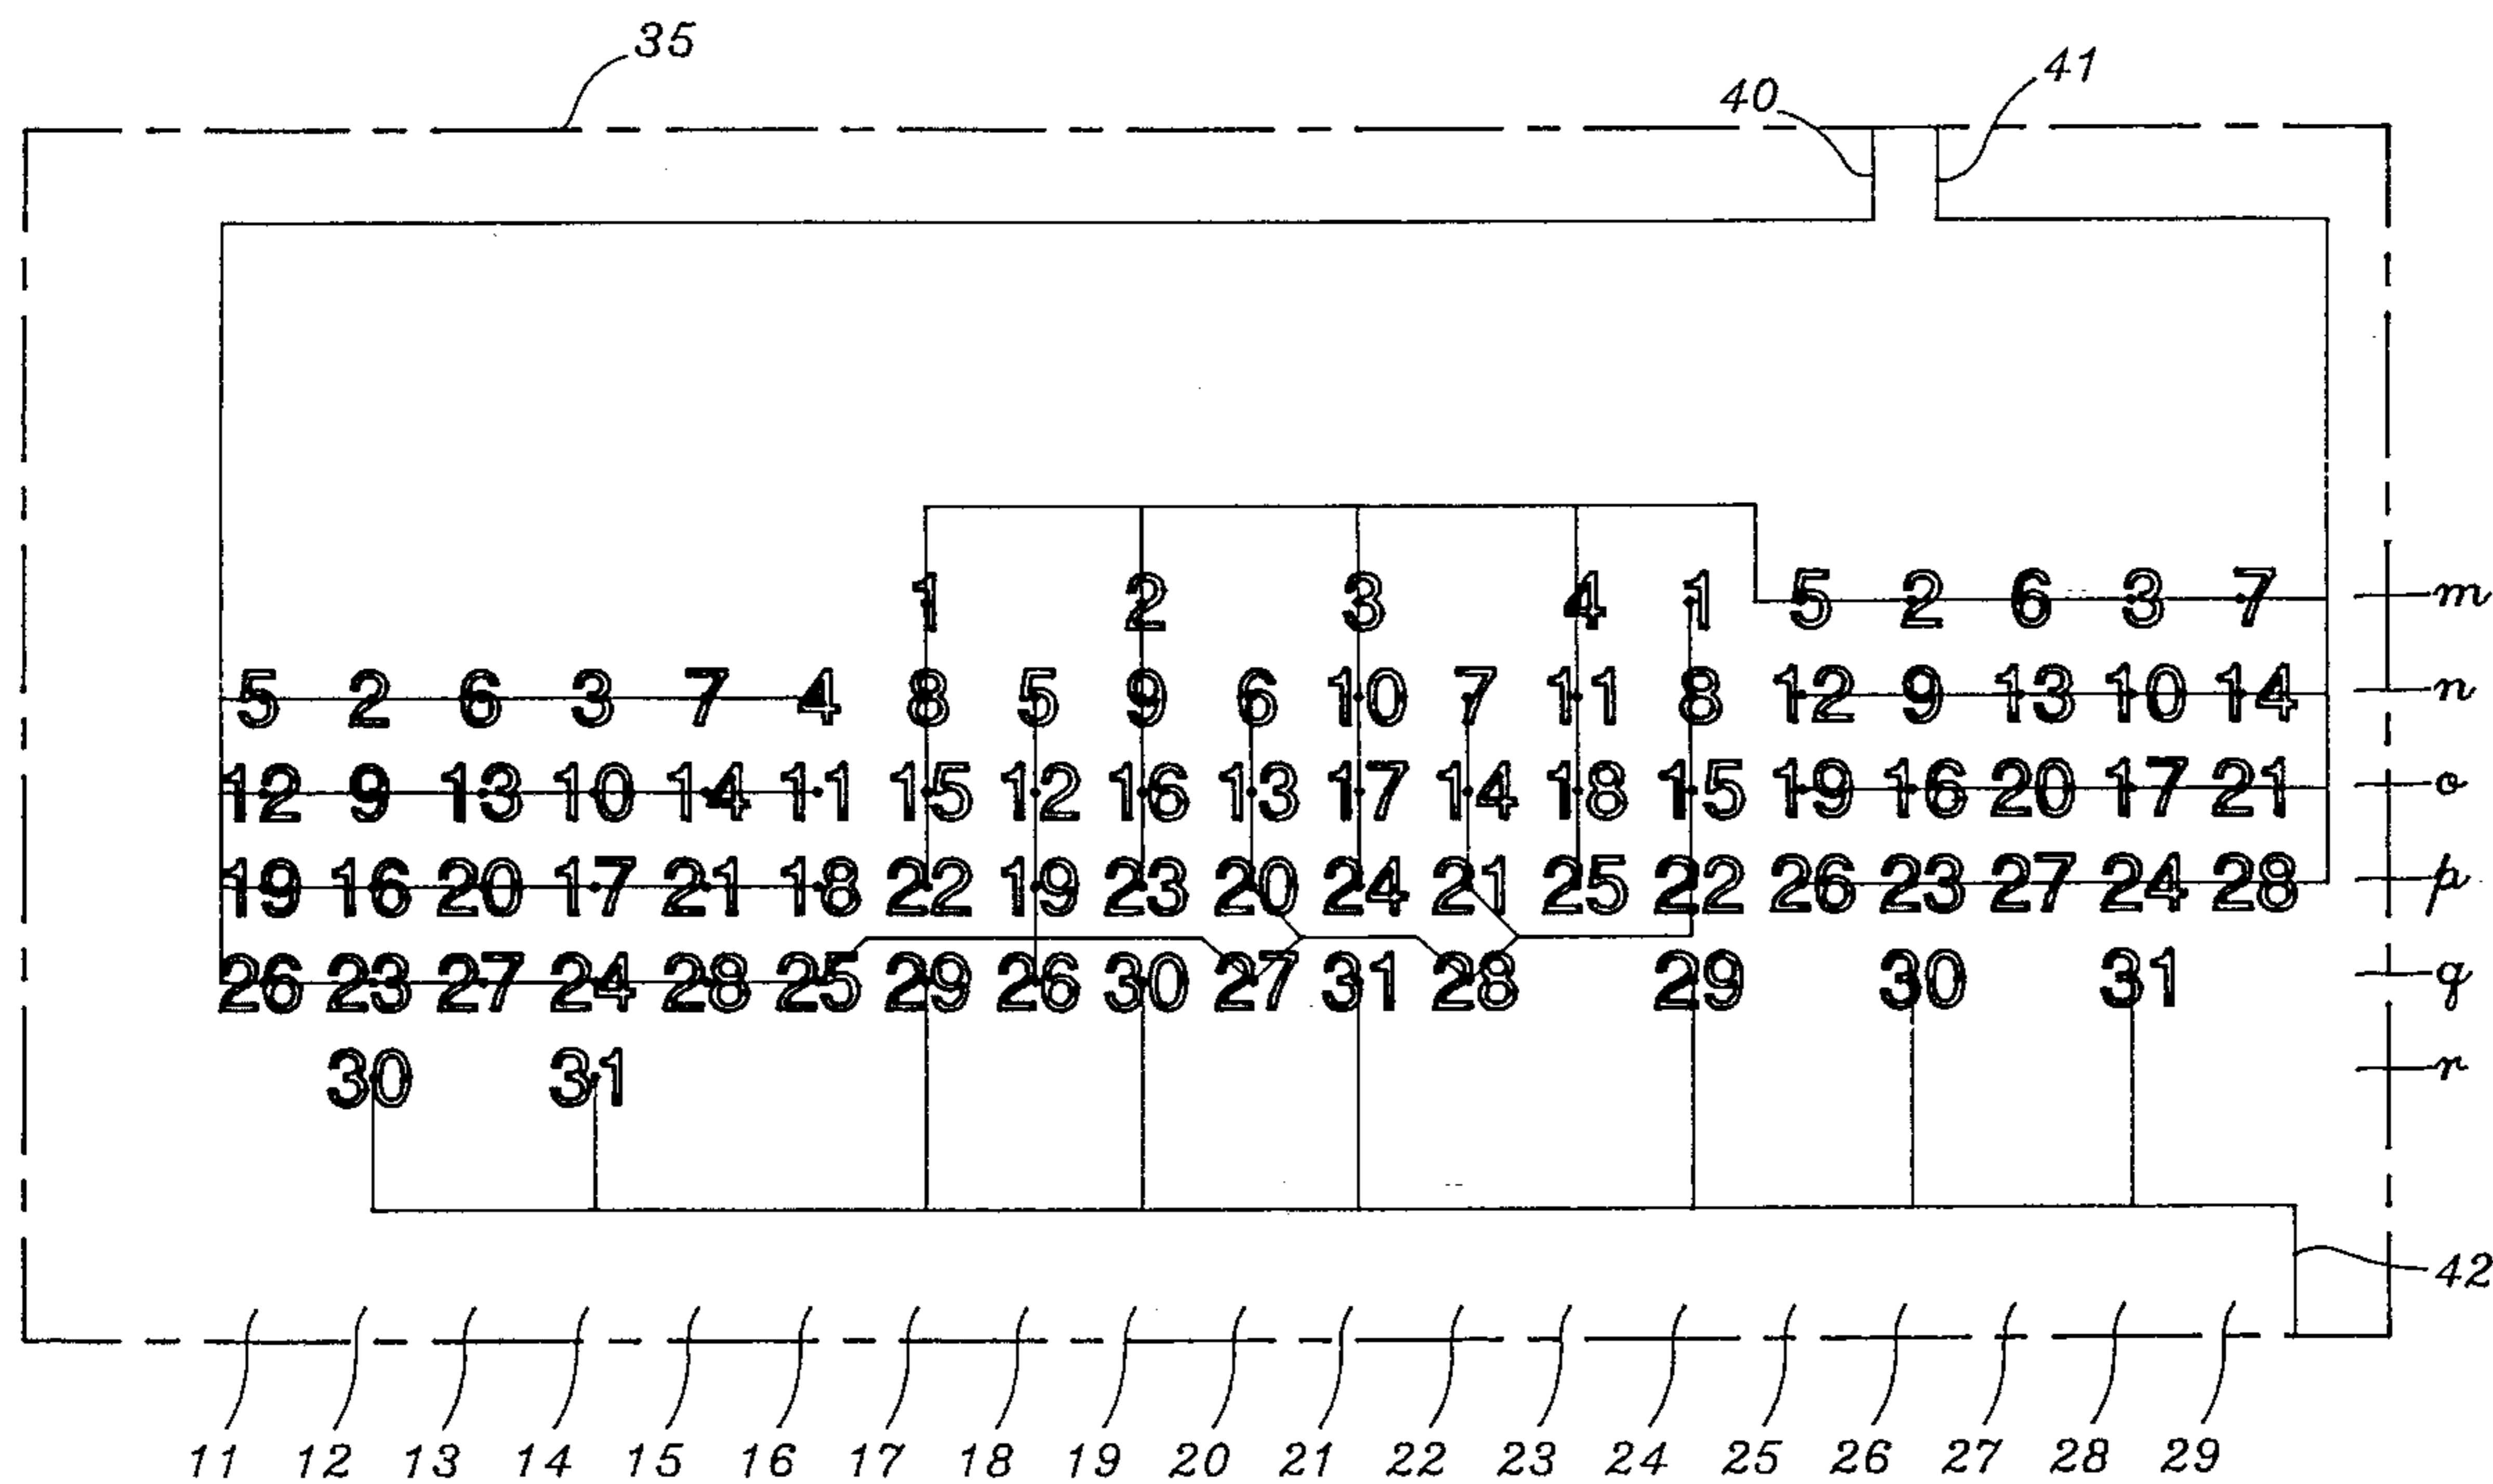 35
41
40
1 2 3 4 1 5 2 6 3 7 m
5 2 6 3 7 4 8 5 9 6 10 7 11 8 12 9 13 10 14 n
12 9 13 10 14 11 15 12 16 13 17 14 18 15 19 16 20 17 21 o
19 16 20 17 21 18 22 19 23 20 24 21 25 22 26 23 27 24 28 p
26 23 27 24 28 25 29 26 30 27 31 28 29 30 31 q
30 31 r
42
11 12 13 14 15 16 17 18 19 20 21 22 23 24 25 26 27 28 29